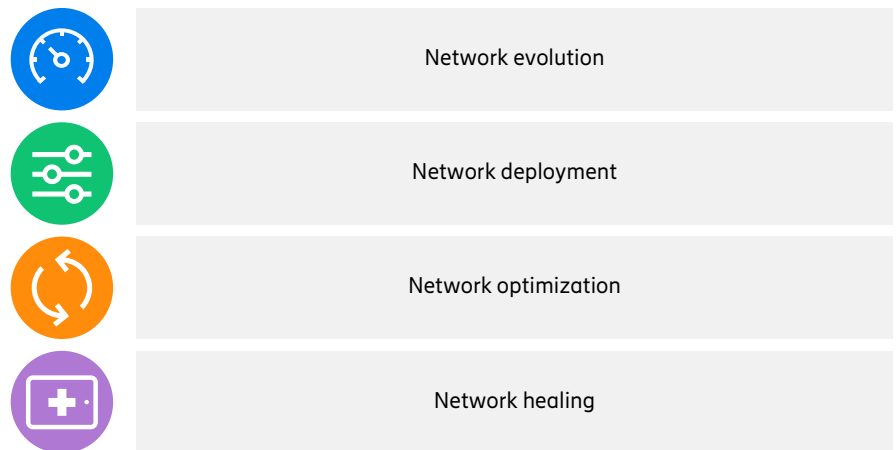 Network evolution
Network deployment
Network optimization
Network healing